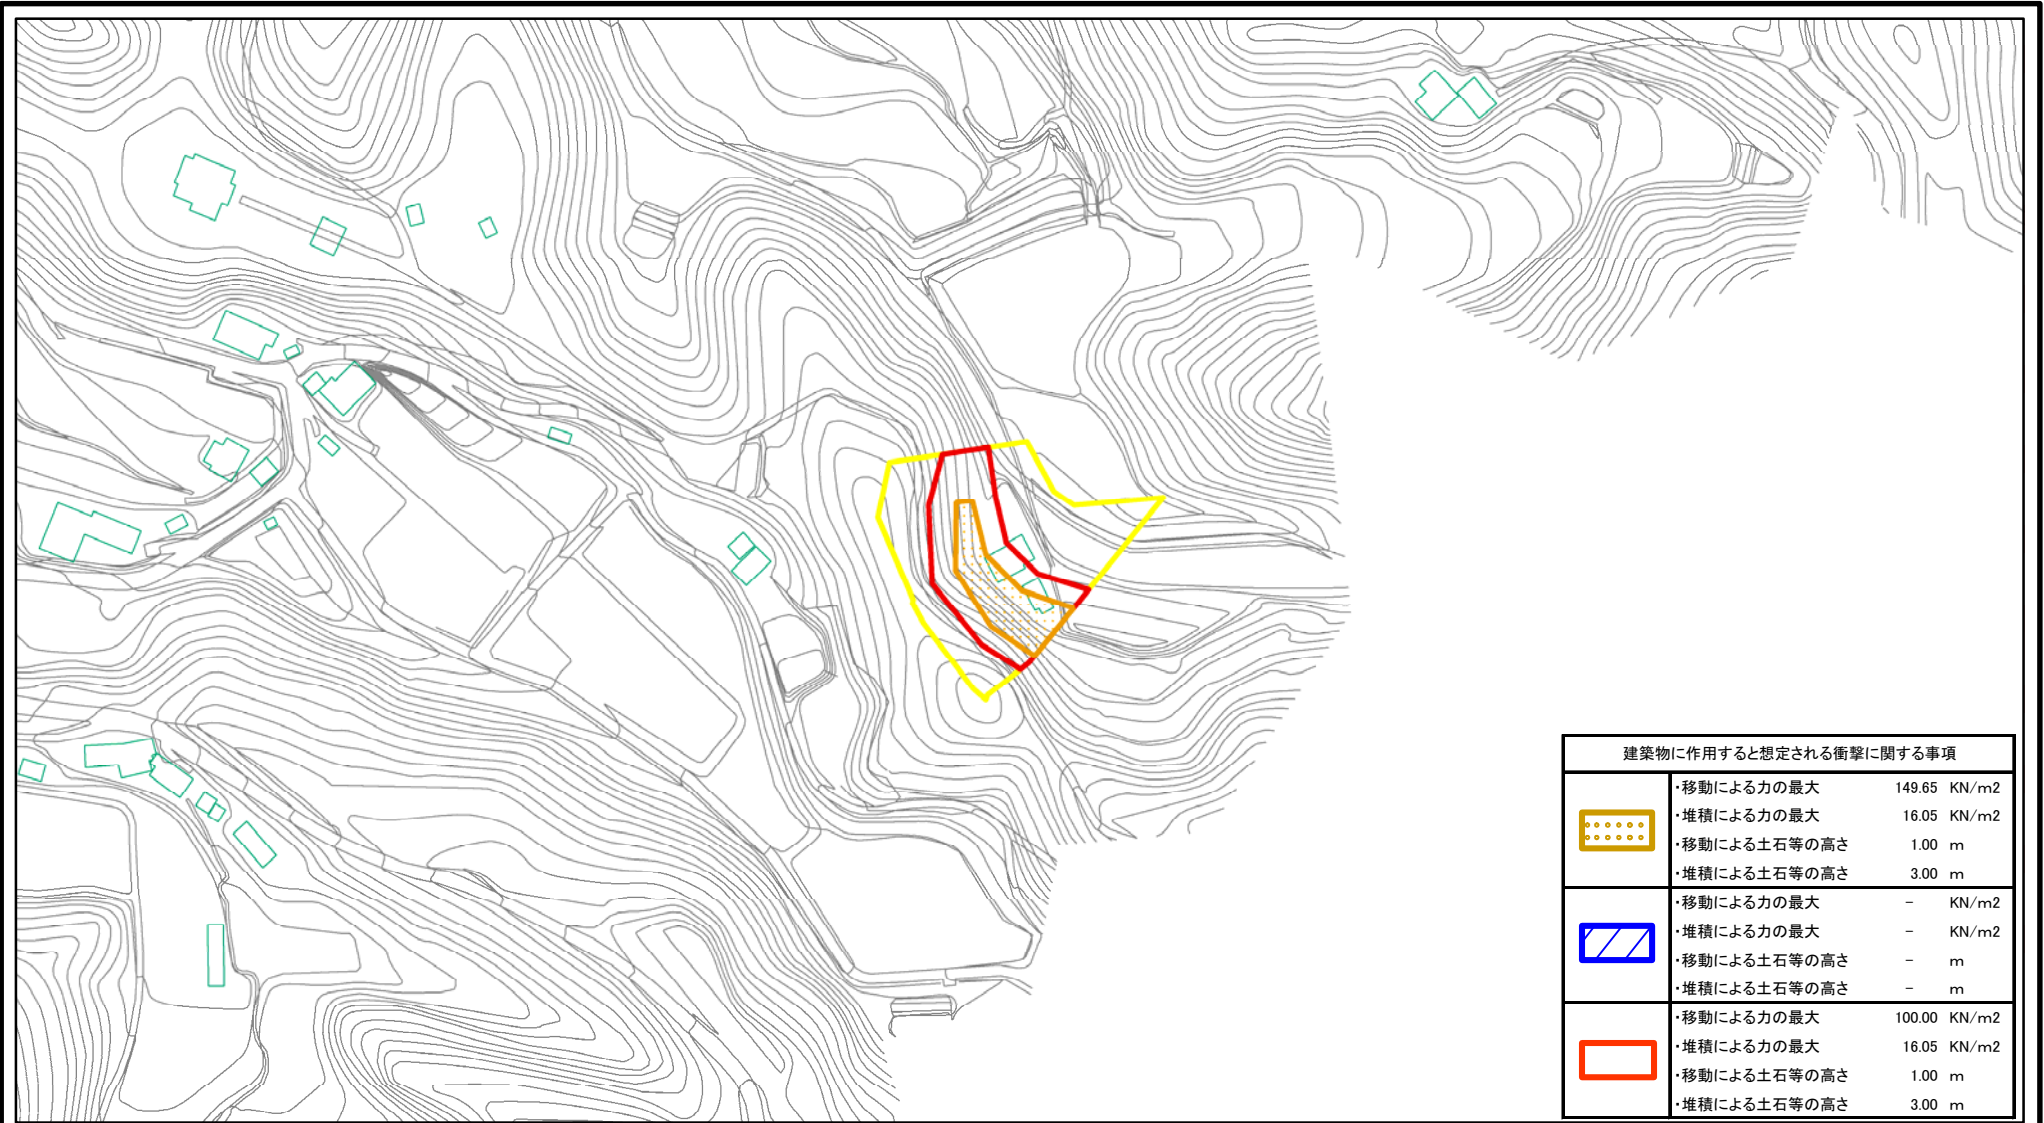 建築物に作用すると想定される衝撃に関する事項
・移動による力の最大 149.65 KN/m2
・堆積による力の最大 16.05 KN/m2
・移動による土石等の高さ 1.00 m
・堆積による土石等の高さ 3.00 m
・移動による力の最大 - KN/m2
・堆積による力の最大 - KN/m2
・移動による土石等の高さ - m
・堆積による土石等の高さ - m
・移動による力の最大 100.00 KN/m2
・堆積による力の最大 16.05 KN/m2
・移動による土石等の高さ 1.00 m
・堆積による土石等の高さ 3.00 m